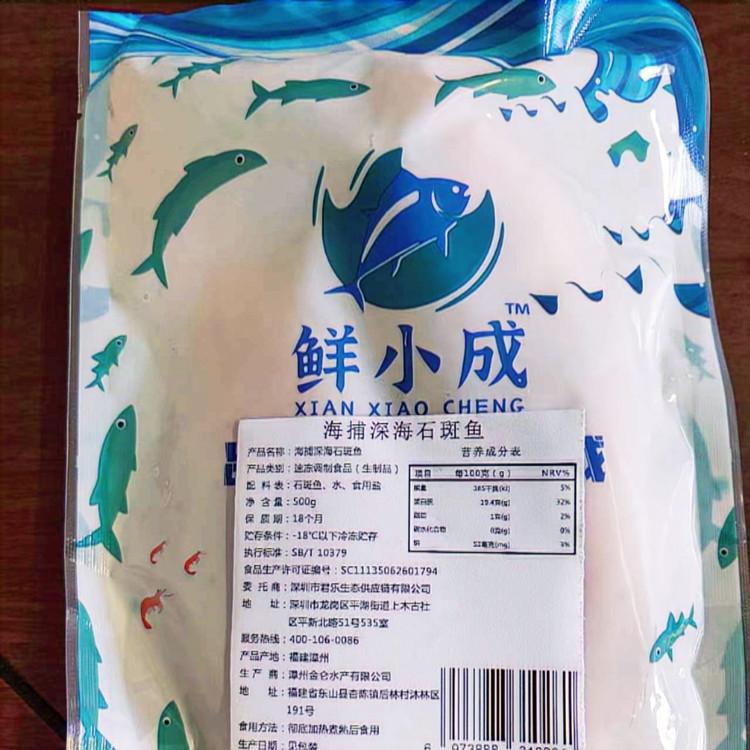 鲜小成
TM
XIAN XIAO CHENG
海捕深海石斑鱼
产品名称：海捕深海石斑鱼
产品类别：速冻调制食品（生制品）
配 料 表：石斑鱼、水、食用盐
净 含 量：500g
保 质 期：18个月
贮存条件：-18℃以下冷冻贮存
执行标准：SB/T 10379
食品生产许可证编号：SC11135062601794
委 托 商：深圳市君乐生态供应链有限公司
地 址：深圳市龙岗区平湖街道上木古社
区平新北路51号535室
服务热线：400-106-0086
产品产地：福建漳州
生 产 商：漳州金仑水产有限公司
地 址：福建省东山县杏陈镇后林村沐林区
191号
食用方法：彻底加热煮熟后食用
生产日期：见包装
营养成分表
项目 每100克(g) NRV%
能量 385千焦(kJ) 5%
蛋白质 19.4克(g) 32%
脂肪 1克(g) 2%
碳水化合物 0克(g) 0%
钠 52毫克(mg) 3%
6 973888